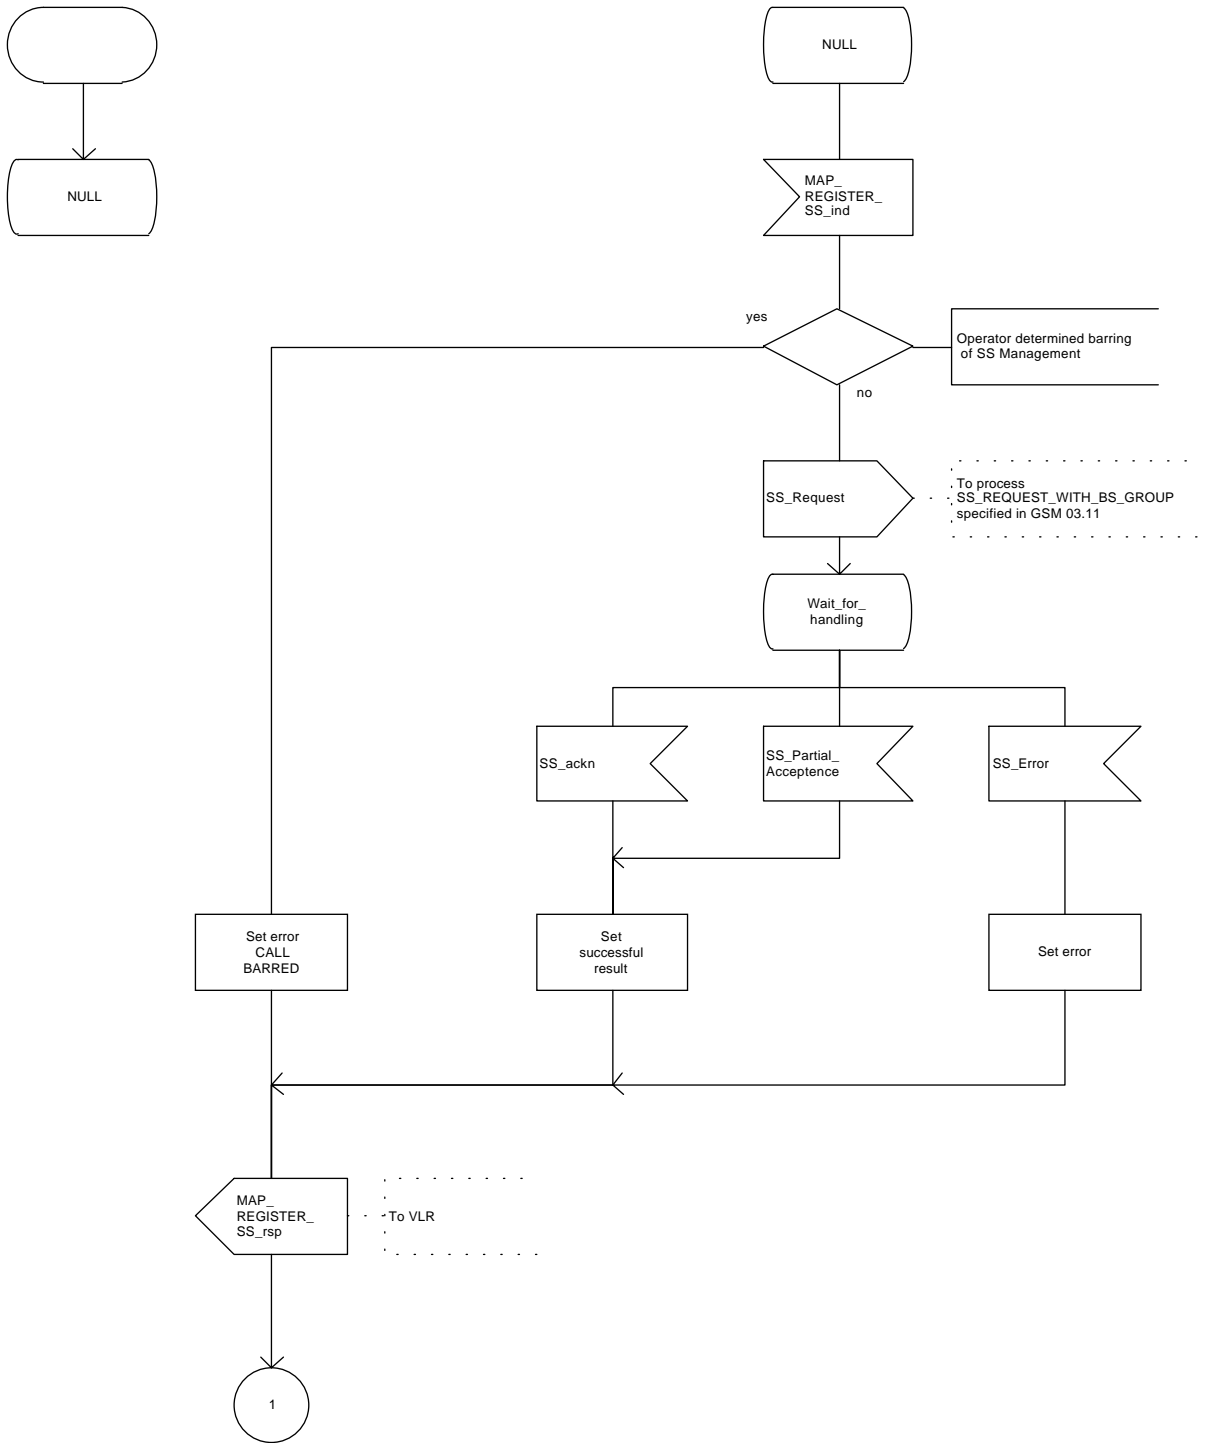 NULL
NULL
MAP_
REGISTER_
SS_ind
yes
Operator determined barring
of SS Management
no
SS_Request
To process
SS_REQUEST_WITH_BS_GROUP
specified in GSM 03.11
Wait_for_
handling
SS_ackn
SS_Partial_
Acceptence
SS_Error
Set error
CALL
BARRED
Set
successful
result
Set error
MAP_
REGISTER_
SS_rsp
To VLR
1